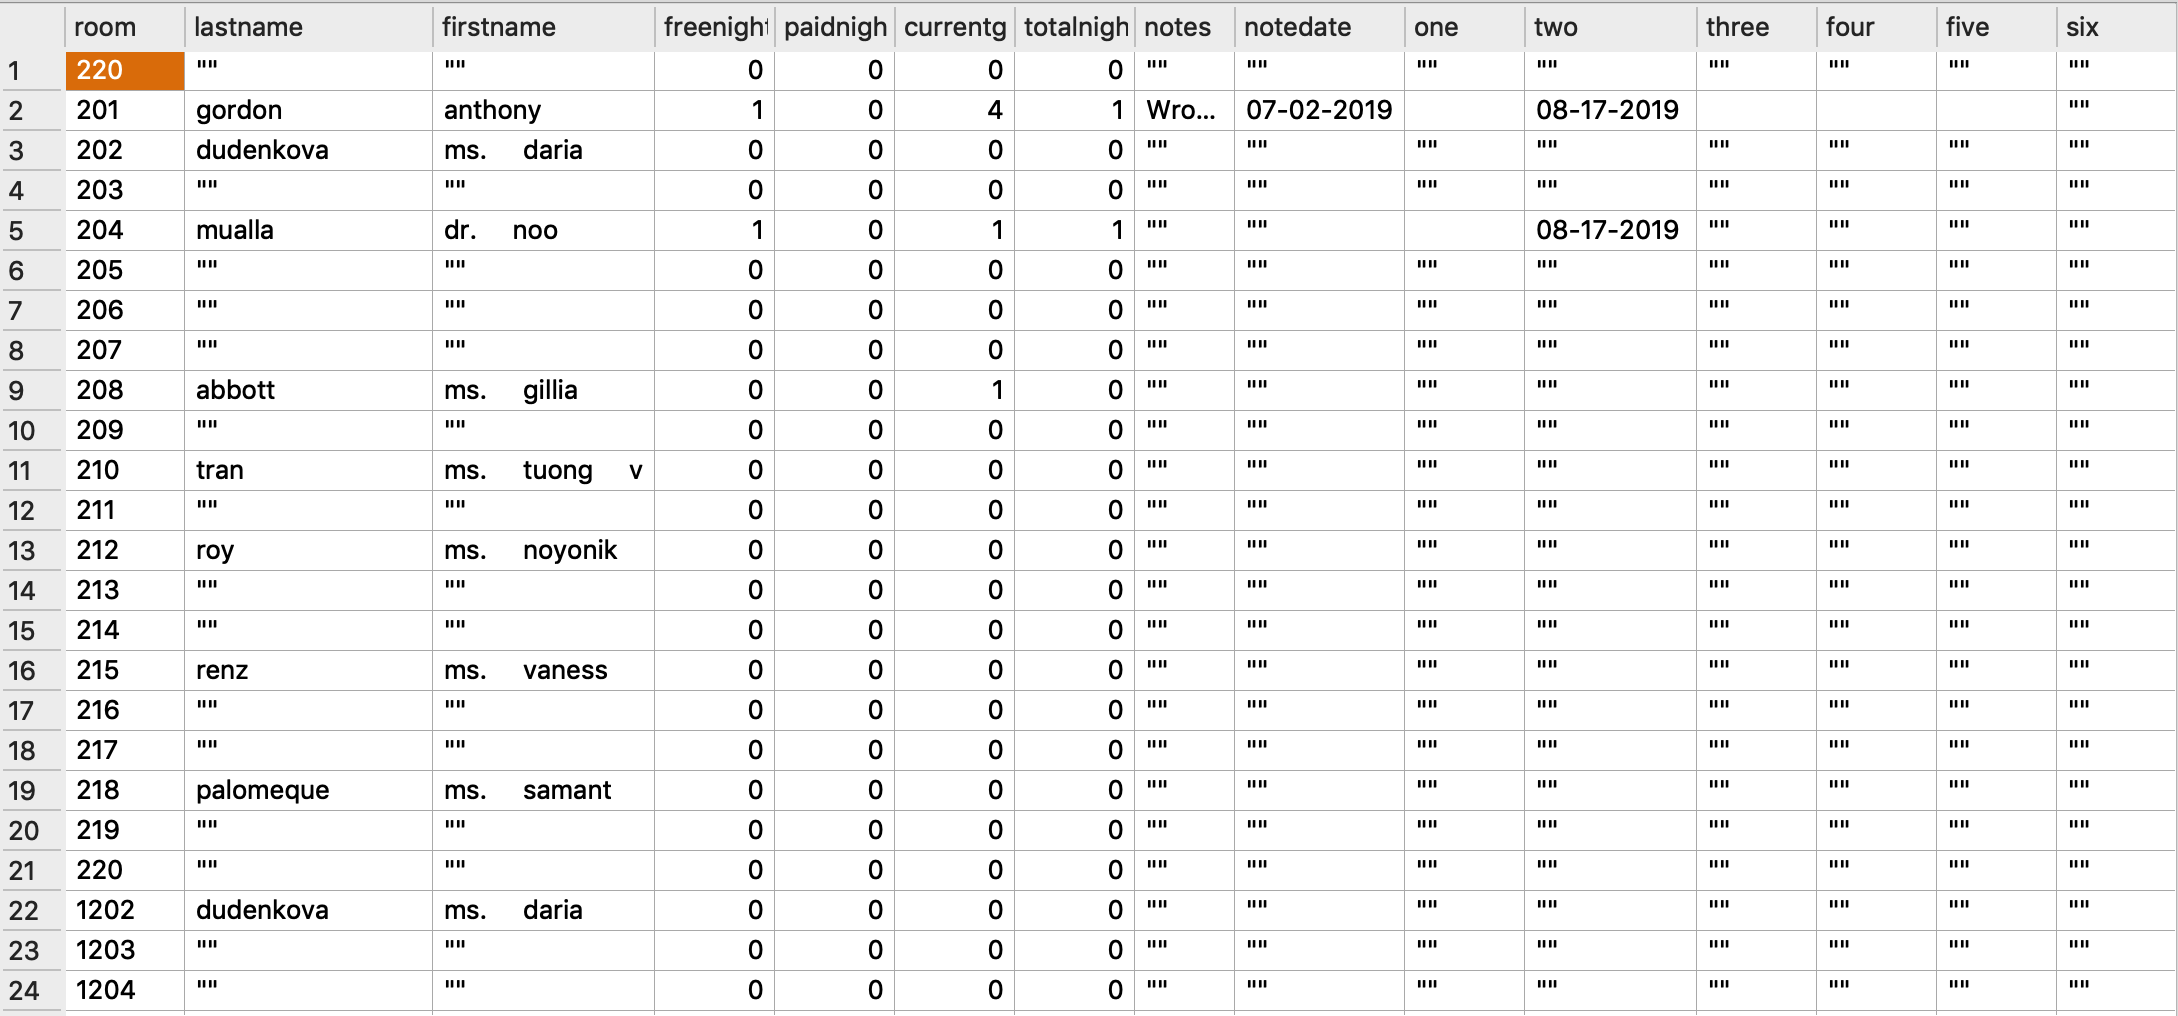 room lastname firstname freenight paidnigh currentg totalnigh notes notedate one two three four five six
1 220 "" "" 0 0 0 0 "" "" "" "" "" "" "" ""
2 201 gordon anthony 1 0 4 1 Wro... 07-02-2019 08-17-2019 ""
3 202 dudenkova ms. daria 0 0 0 0 "" "" "" "" "" "" "" ""
4 203 "" "" 0 0 0 0 "" "" "" "" "" "" "" ""
5 204 mualla dr. noo 1 0 1 1 "" "" 08-17-2019 "" "" "" ""
6 205 "" "" 0 0 0 0 "" "" "" "" "" "" "" ""
7 206 "" "" 0 0 0 0 "" "" "" "" "" "" "" ""
8 207 "" "" 0 0 0 0 "" "" "" "" "" "" "" ""
9 208 abbott ms. gillia 0 0 1 0 "" "" "" "" "" "" "" ""
10 209 "" "" 0 0 0 0 "" "" "" "" "" "" "" ""
11 210 tran ms. tuong v 0 0 0 0 "" "" "" "" "" "" "" ""
12 211 "" "" 0 0 0 0 "" "" "" "" "" "" "" ""
13 212 roy ms. noyonik 0 0 0 0 "" "" "" "" "" "" "" ""
14 213 "" "" 0 0 0 0 "" "" "" "" "" "" "" ""
15 214 "" "" 0 0 0 0 "" "" "" "" "" "" "" ""
16 215 renz ms. vaness 0 0 0 0 "" "" "" "" "" "" "" ""
17 216 "" "" 0 0 0 0 "" "" "" "" "" "" "" ""
18 217 "" "" 0 0 0 0 "" "" "" "" "" "" "" ""
19 218 palomeque ms. samant 0 0 0 0 "" "" "" "" "" "" "" ""
20 219 "" "" 0 0 0 0 "" "" "" "" "" "" "" ""
21 220 "" "" 0 0 0 0 "" "" "" "" "" "" "" ""
22 1202 dudenkova ms. daria 0 0 0 0 "" "" "" "" "" "" "" ""
23 1203 "" "" 0 0 0 0 "" "" "" "" "" "" "" ""
24 1204 "" "" 0 0 0 0 "" "" "" "" "" "" "" ""